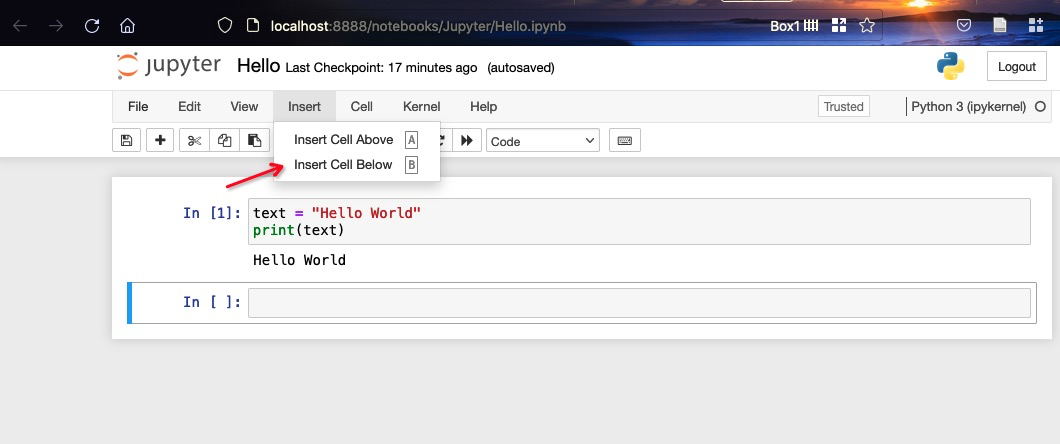 localhost:8888/notebooks/Jupyter/Hello.ipynb
Box1
jupyter Hello Last Checkpoint: 17 minutes ago (autosaved)
Logout
File Edit View Insert Cell Kernel Help
Trusted
Python 3 (ipykernel)
Code
Insert Cell Above A
Insert Cell Below B
In [1]: text = "Hello World"
print(text)
Hello World
In [ ]: